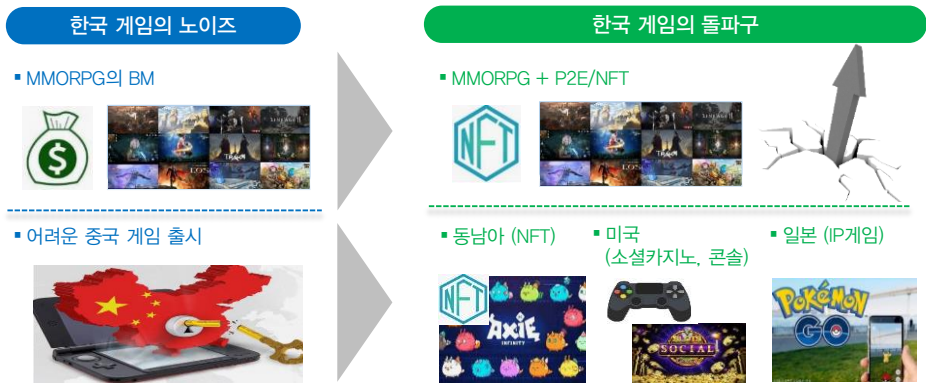 한국 게임의 노이즈
한국 게임의 돌파구
▪ MMORPG의 BM
▪ MMORPG + P2E/NFT
$
NFT
▪ 어려운 중국 게임 출시
▪ 동남아 (NFT)
▪ 미국
(소셜카지노, 콘솔)
▪ 일본 (IP게임)
NFT
AXIE
INFINITY
SOCIAL
POKÉMON
GO